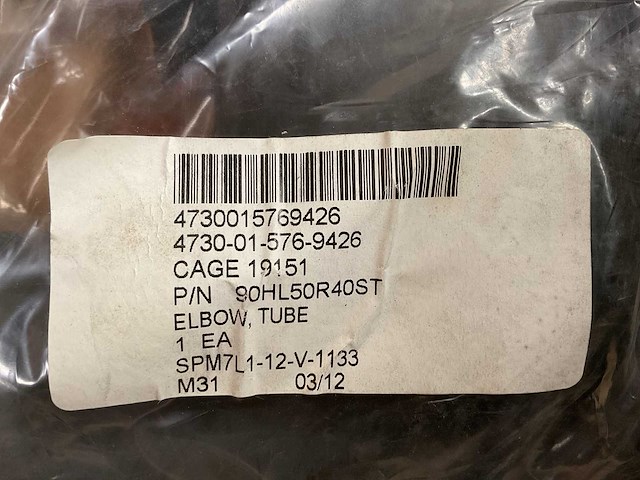 4730015769426
4730-01-576-9426
CAGE 19151
P/N 90HL50R40ST
ELBOW, TUBE
1 EA
SPM7L1-12-V-1133
M31 03/12